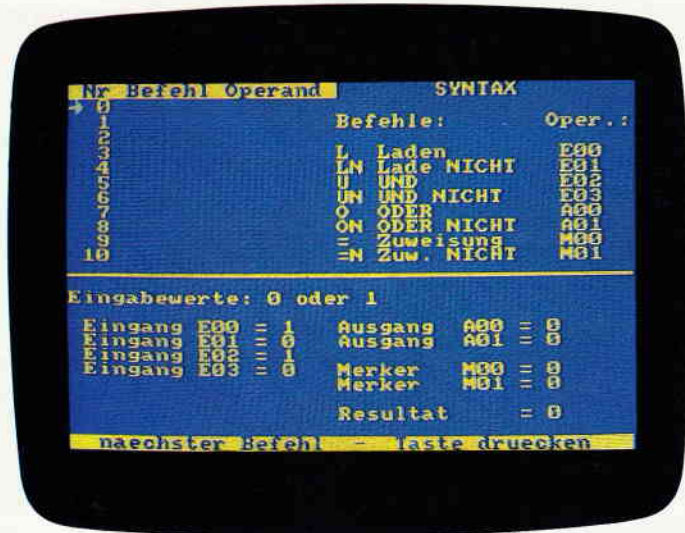 Nr Befehl Operand SYNTAX
0
1 Befehle: Oper.:
2
3 L Laden E00
4 LN Lade NICHT E01
5 U UND E02
6 UN UND NICHT E03
7 O ODER A00
8 ON ODER NICHT A01
9 = Zuweisung M00
10 =N Zuw. NICHT M01
Eingabewerte: 0 oder 1
Eingang E00 = 1 Ausgang A00 = 0
Eingang E01 = 0 Ausgang A01 = 0
Eingang E02 = 1
Eingang E03 = 0 Merker M00 = 0
Merker M01 = 0
Resultat = 0
naechster Befehl - Taste druecken